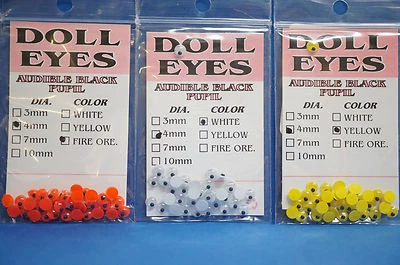 DOLL
EYES
AUDIBLE BLACK
PUPIL
DIA. COLOR
3mm WHITE
4mm YELLOW
7mm FIRE ORE.
10mm
DOLL
EYES
AUDIBLE BLACK
PUPIL
DIA. COLOR
3mm WHITE
4mm YELLOW
7mm FIRE ORE.
10mm
DOLL
EYES
AUDIBLE BLACK
PUPIL
DIA. COLOR
3mm WHITE
4mm YELLOW
7mm FIRE ORE.
10mm